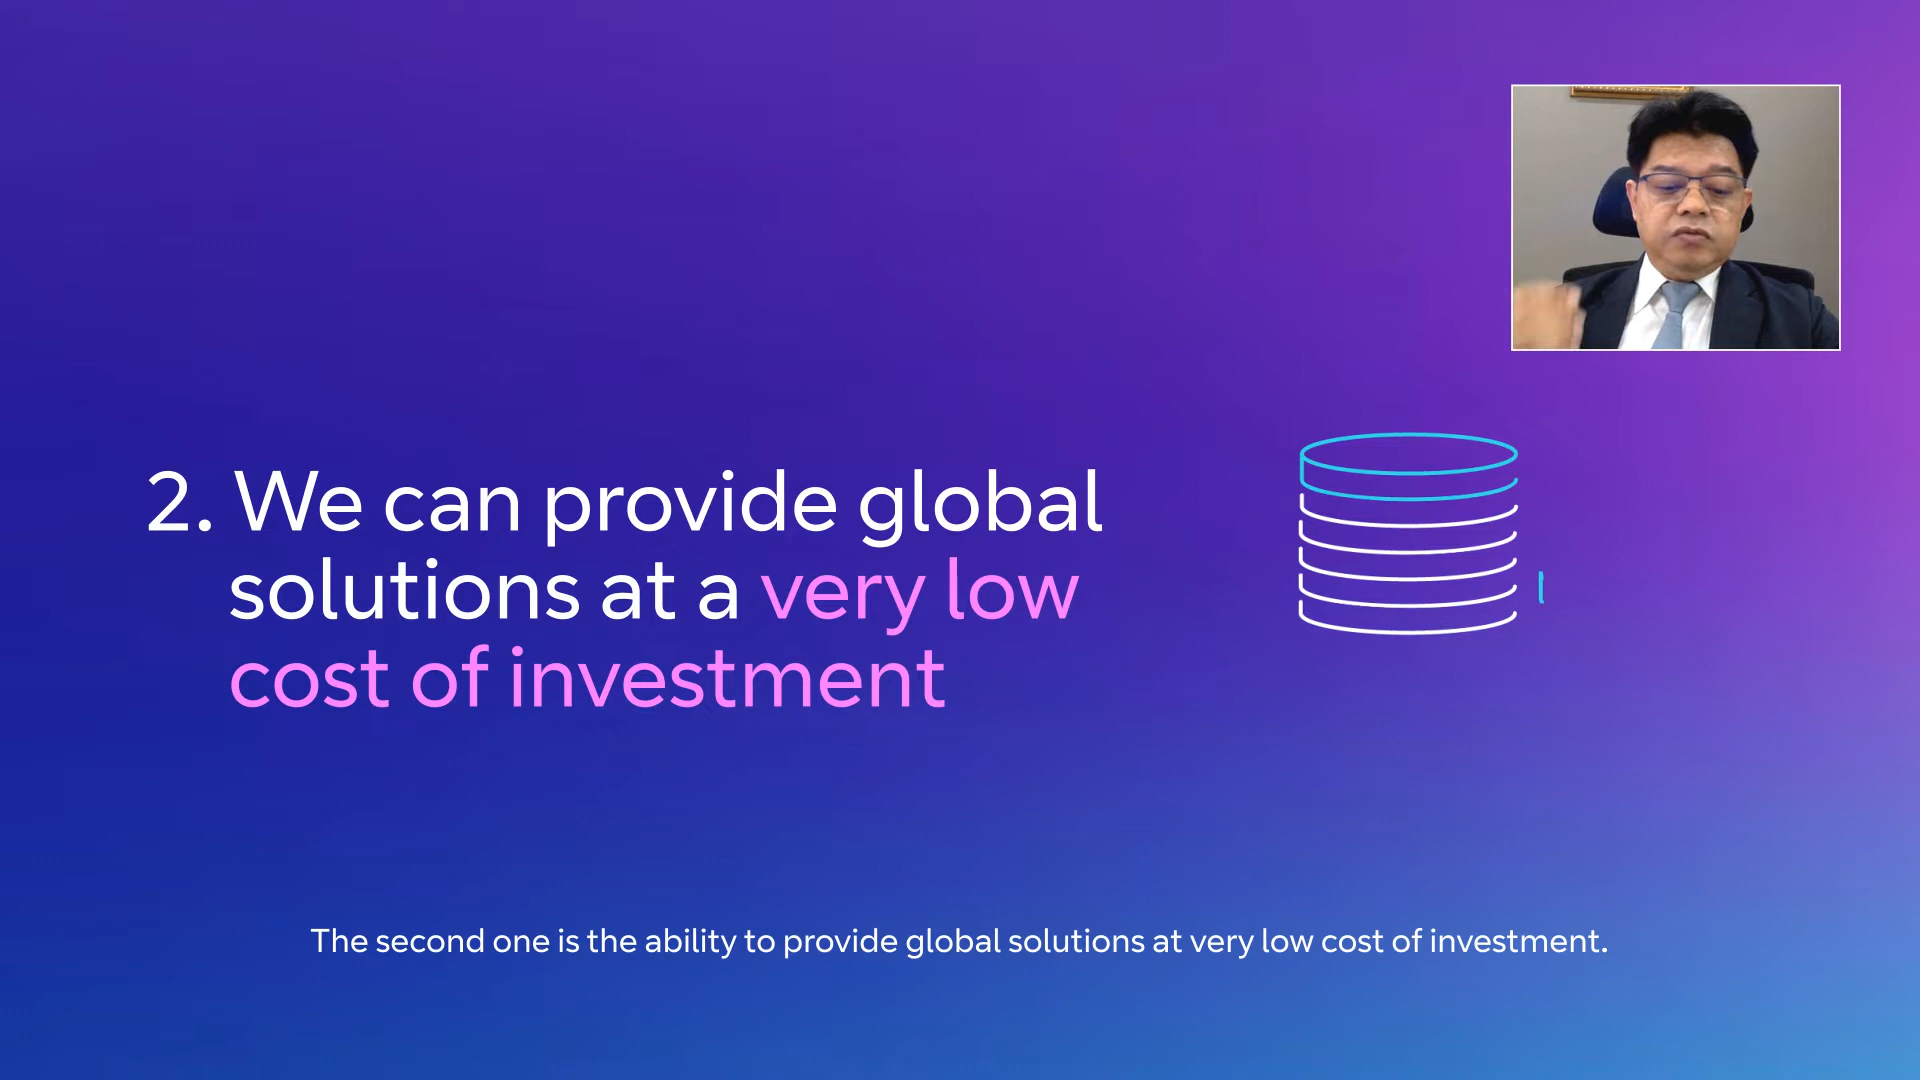 2. We can provide global
solutions at a very low
cost of investment
The second one is the ability to provide global solutions at very low cost of investment.